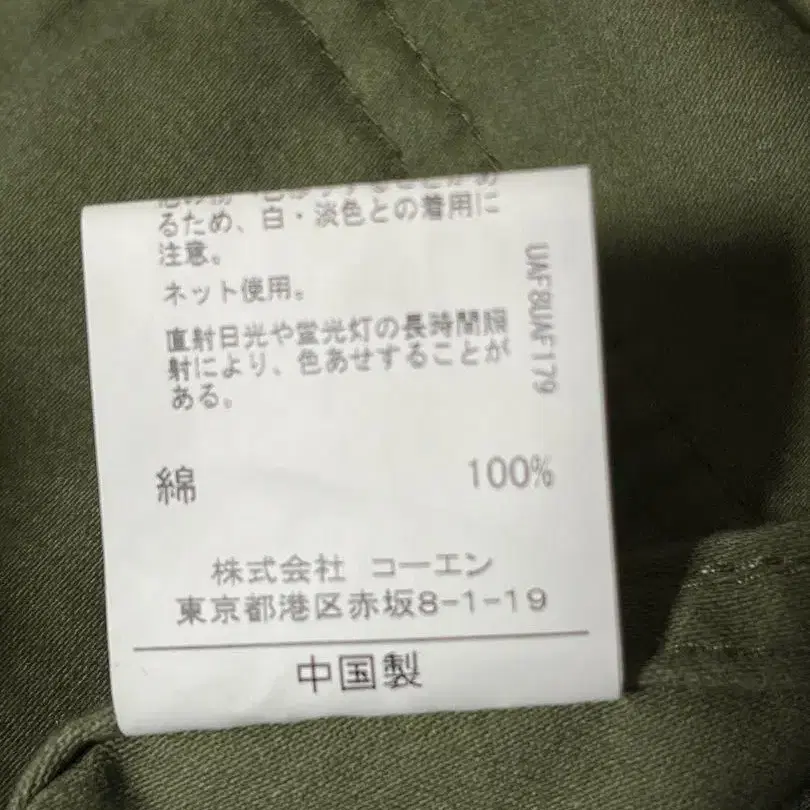 るため、白・淡色との着用に
注意。
ネット使用。
直射日光や蛍光灯の長時間照
射により、色あせすることが
ある。
UAF8UAF179
綿 100%
株式会社 コーエン
東京都港区赤坂8-1-19
中国製